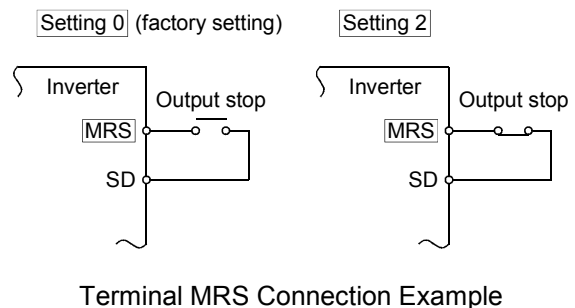 Setting 0 (factory setting)
Setting 2
Inverter
Output stop
MRS
SD
Inverter
Output stop
MRS
SD
Terminal MRS Connection Example